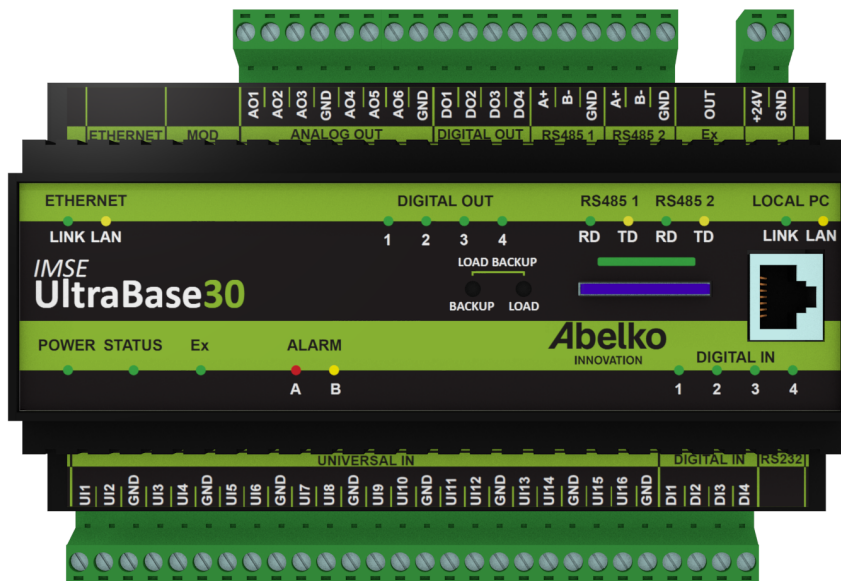 AO1 AO2 AO3 GND AO4 AO5 AO6 GND DO1 DO2 DO3 DO4 A+ B- GND A+ B- GND OUT +24V GND
ETHERNET MOD ANALOG OUT DIGITAL OUT RS485 1 RS485 2 Ex
ETHERNET DIGITAL OUT RS485 1 RS485 2 LOCAL PC
LINK LAN 1 2 3 4 RD TD RD TD LINK LAN
IMSE
UltraBase30
LOAD BACKUP
BACKUP LOAD
Abelko
INNOVATION
POWER STATUS Ex ALARM DIGITAL IN
A B 1 2 3 4
UNIVERSAL IN DIGITAL IN RS232
UI1 UI2 GND UI3 UI4 GND UI5 UI6 GND UI7 UI8 GND UI9 UI10 GND UI11 UI12 GND UI13 UI14 GND UI15 UI16 GND DI1 DI2 DI3 DI4